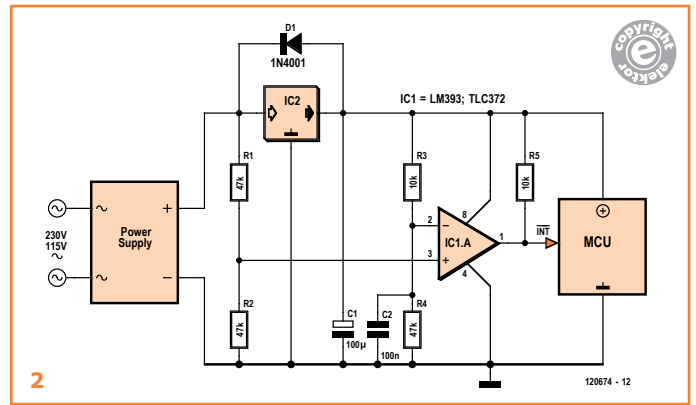 D1
1N4001
copyright
e
elektor
IC2
IC1 = LM393; TLC372
R1
47k
R3
10k
R5
10k
230V
115V
~
~
~
Power
Supply
+
−
2
3
−
+
8
IC1.A
1
4
INT
MCU
+
R2
47k
C1
100µ
C2
100n
R4
47k
2
120674 - 12